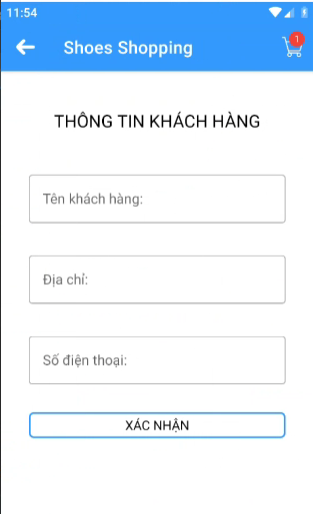 11:54
Shoes Shopping
1
THÔNG TIN KHÁCH HÀNG
Tên khách hàng:
Địa chỉ:
Số điện thoại:
XÁC NHẬN